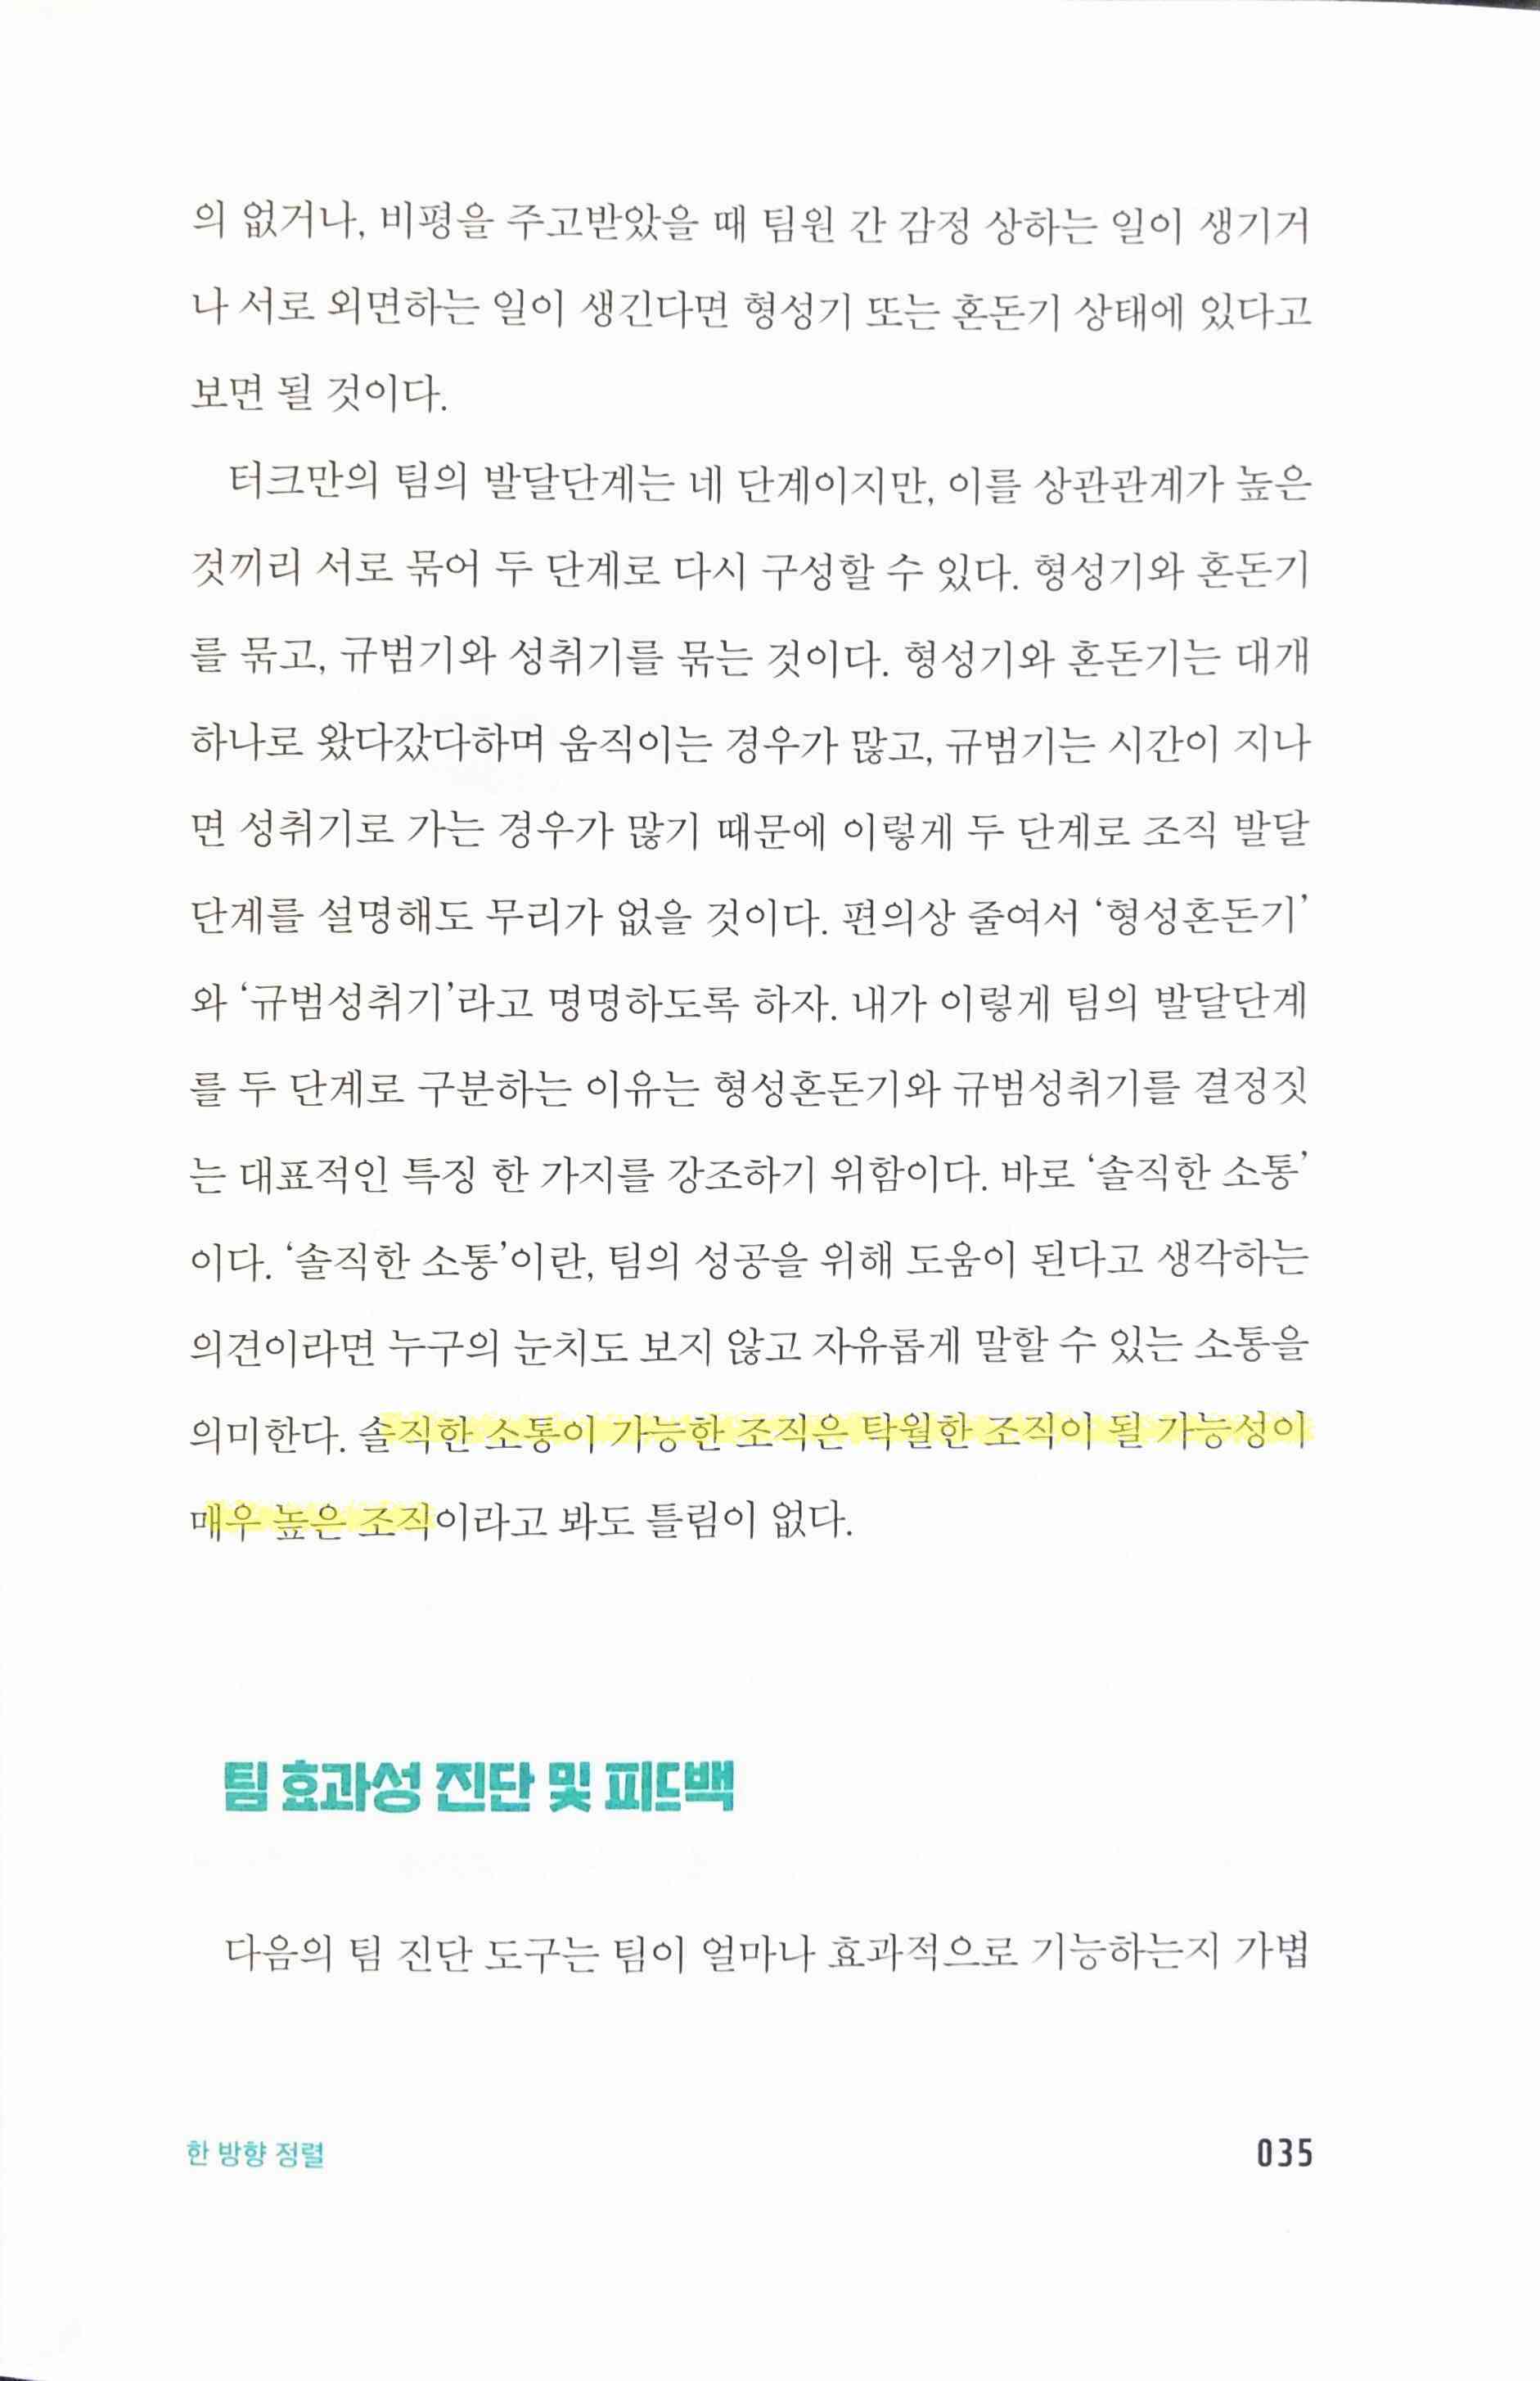 의 없거나, 비평을 주고받았을 때 팀원 간 감정 상하는 일이 생기거
나 서로 외면하는 일이 생긴다면 형성기 또는 혼돈기 상태에 있다고
보면 될 것이다.
터크만의 팀의 발달단계는 네 단계이지만, 이를 상관관계가 높은
것끼리 서로 묶어 두 단계로 다시 구성할 수 있다. 형성기와 혼돈기
를 묶고, 규범기와 성취기를 묶는 것이다. 형성기와 혼돈기는 대개
하나로 왔다갔다하며 움직이는 경우가 많고, 규범기는 시간이 지나
면 성취기로 가는 경우가 많기 때문에 이렇게 두 단계로 조직 발달
단계를 설명해도 무리가 없을 것이다. 편의상 줄여서 ‘형성혼돈기’
와 ‘규범성취기’라고 명명하도록 하자. 내가 이렇게 팀의 발달단계
를 두 단계로 구분하는 이유는 형성혼돈기와 규범성취기를 결정짓
는 대표적인 특징 한 가지를 강조하기 위함이다. 바로 ‘솔직한 소통’
이다. ‘솔직한 소통’이란, 팀의 성공을 위해 도움이 된다고 생각하는
의견이라면 누구의 눈치도 보지 않고 자유롭게 말할 수 있는 소통을
의미한다. 솔직한 소통이 가능한 조직은 탁월한 조직이 될 가능성이
매우 높은 조직이라고 봐도 틀림이 없다.
팀 효과성 진단 및 피드백
다음의 팀 진단 도구는 팀이 얼마나 효과적으로 기능하는지 가볍
한 방향 정렬
035